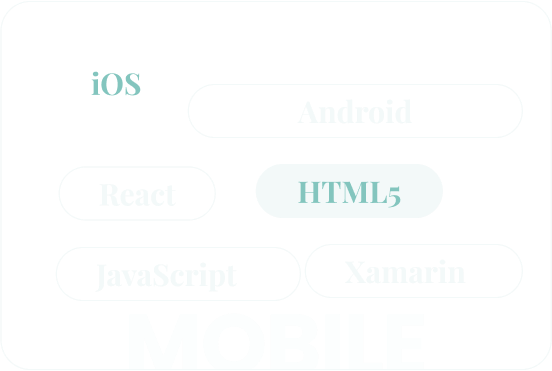 iOS
Android
React
HTML5
JavaScript
Xamarin
MOBILE